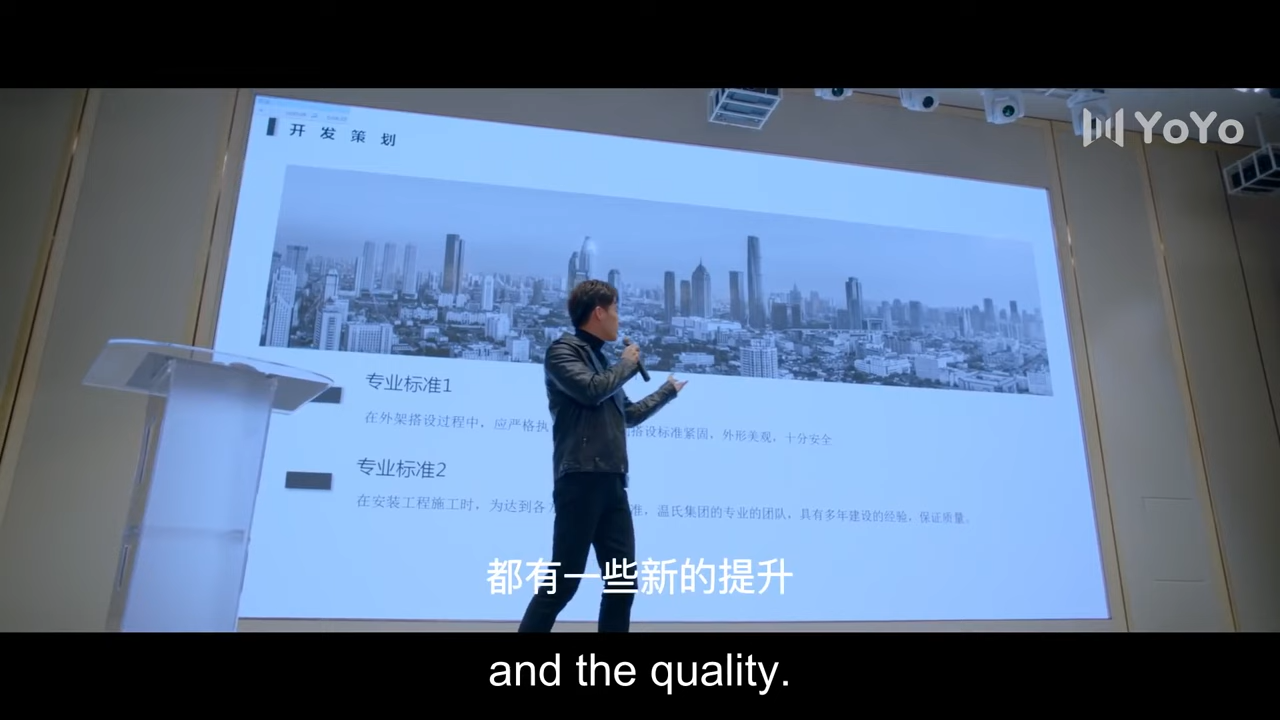 YoYo
开发策划
专业标准1
在外架搭设过程中，应严格执 搭设标准紧固，外形美观，十分安全
专业标准2
在安装工程施工时，为达到各 准，温氏集团的专业的团队，具有多年建设的经验，保证质量。
都有一些新的提升
and the quality.